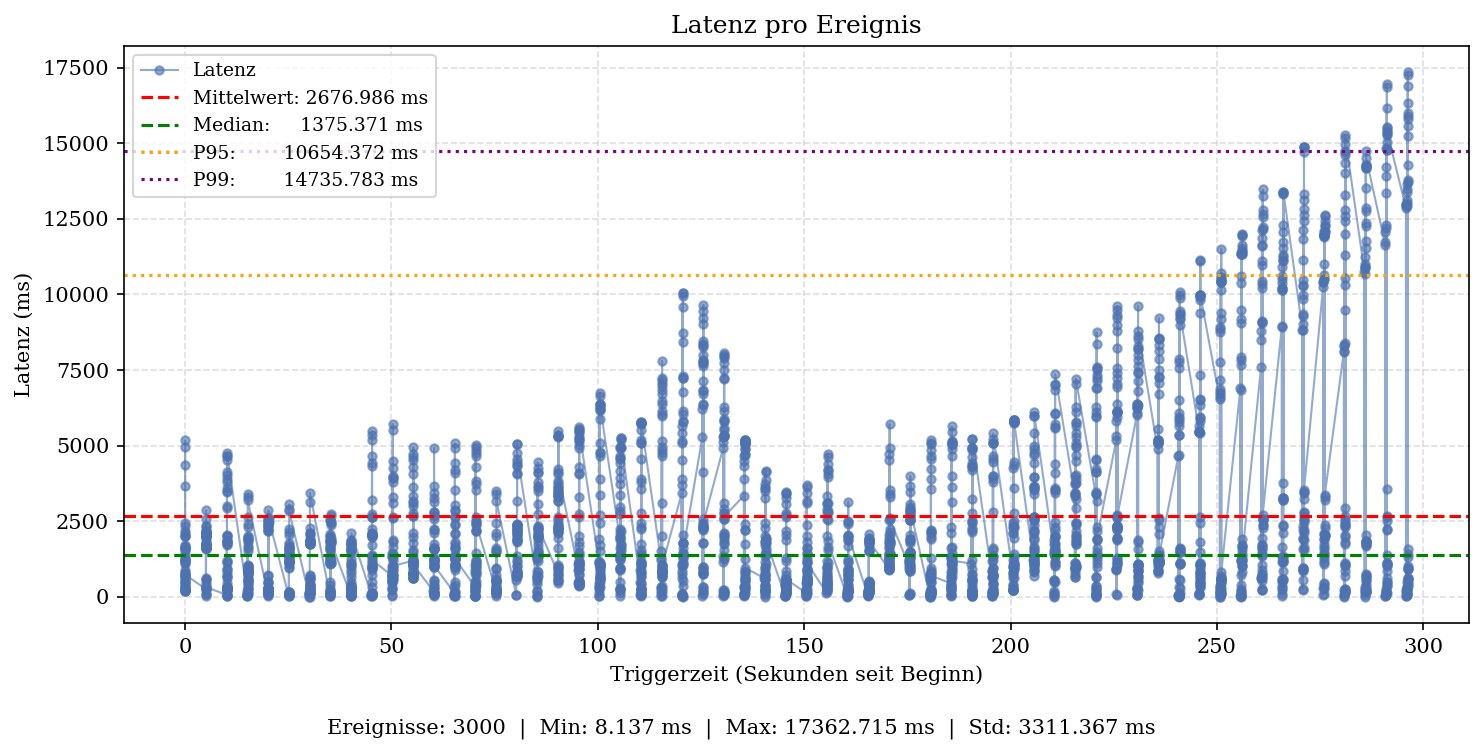 Latenz pro Ereignis
Latenz (ms)
17500
15000
12500
10000
7500
5000
2500
0
Latenz
Mittelwert: 2676.986 ms
Median: 1375.371 ms
P95: 10654.372 ms
P99: 14735.783 ms
0 50 100 150 200 250 300
Triggerzeit (Sekunden seit Beginn)
Ereignisse: 3000 | Min: 8.137 ms | Max: 17362.715 ms | Std: 3311.367 ms